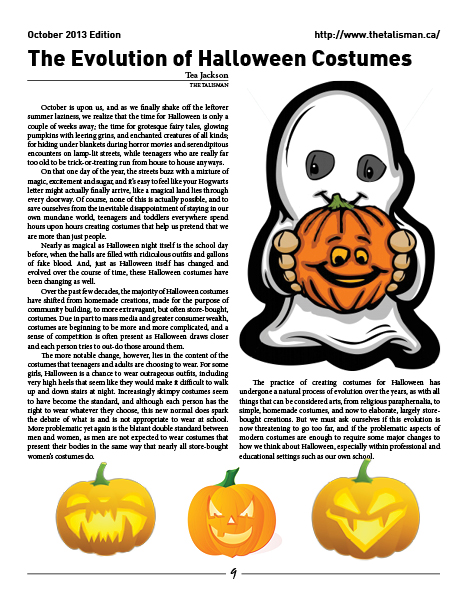 October 2013 Edition
http://www.thetalisman.ca/
The Evolution of Halloween Costumes
Tea Jackson
THE TALISMAN
October is upon us, and as we finally shake off the leftover
summer laziness, we realize that the time for Halloween is only a
couple of weeks away; the time for grotesque fairy tales, glowing
pumpkins with leering grins, and enchanted creatures of all kinds;
for hiding under blankets during horror movies and serendipitous
encounters on lamp-lit streets, while teenagers who are really far
too old to be trick-or-treating run from house to house anyways.
On that one day of the year, the streets buzz with a mixture of
magic, excitement and sugar, and it's easy to feel like your Hogwarts
letter might actually finally arrive, like a magical land lies through
every doorway. Of course, none of this is actually possible, and to
save ourselves from the inevitable disappointment of staying in our
own mundane world, teenagers and toddlers everywhere spend
hours upon hours creating costumes that help us pretend that we
are more than just people.
Nearly as magical as Halloween night itself is the school day
before, when the halls are filled with ridiculous outfits and gallons
of fake blood. And, just as Halloween itself has changed and
evolved over the course of time, these Halloween costumes have
been changing as well.
Over the past few decades, the majority of Halloween costumes
have shifted from homemade creations, made for the purpose of
community building, to more extravagant, but often store-bought,
costumes. Due in part to mass media and greater consumer wealth,
costumes are beginning to be more and more complicated, and a
sense of competition is often present as Halloween draws closer
and each person tries to out-do those around them.
The more notable change, however, lies in the content of the
costumes that teenagers and adults are choosing to wear. For some
girls, Halloween is a chance to wear outrageous outfits, including
very high heels that seem like they would make it difficult to walk
up and down stairs at night. Increasingly skimpy costumes seem
to have become the standard, and although each person has the
right to wear whatever they choose, this new normal does spark
the debate of what is and is not appropriate to wear at school.
More problematic yet again is the blatant double standard between
men and women, as men are not expected to wear costumes that
present their bodies in the same way that nearly all store-bought
women's costumes do.
The practice of creating costumes for Halloween has
undergone a natural process of evolution over the years, as with all
things that can be considered arts, from religious paraphenalia, to
simple, homemade costumes, and now to elaborate, largely store-
bought creations. But we must ask ourselves if this evolution is
now threatening to go too far, and if the problematic aspects of
modern costumes are enough to require some major changes to
how we think about Halloween, especially within professional and
educational settings such as our own school.
9